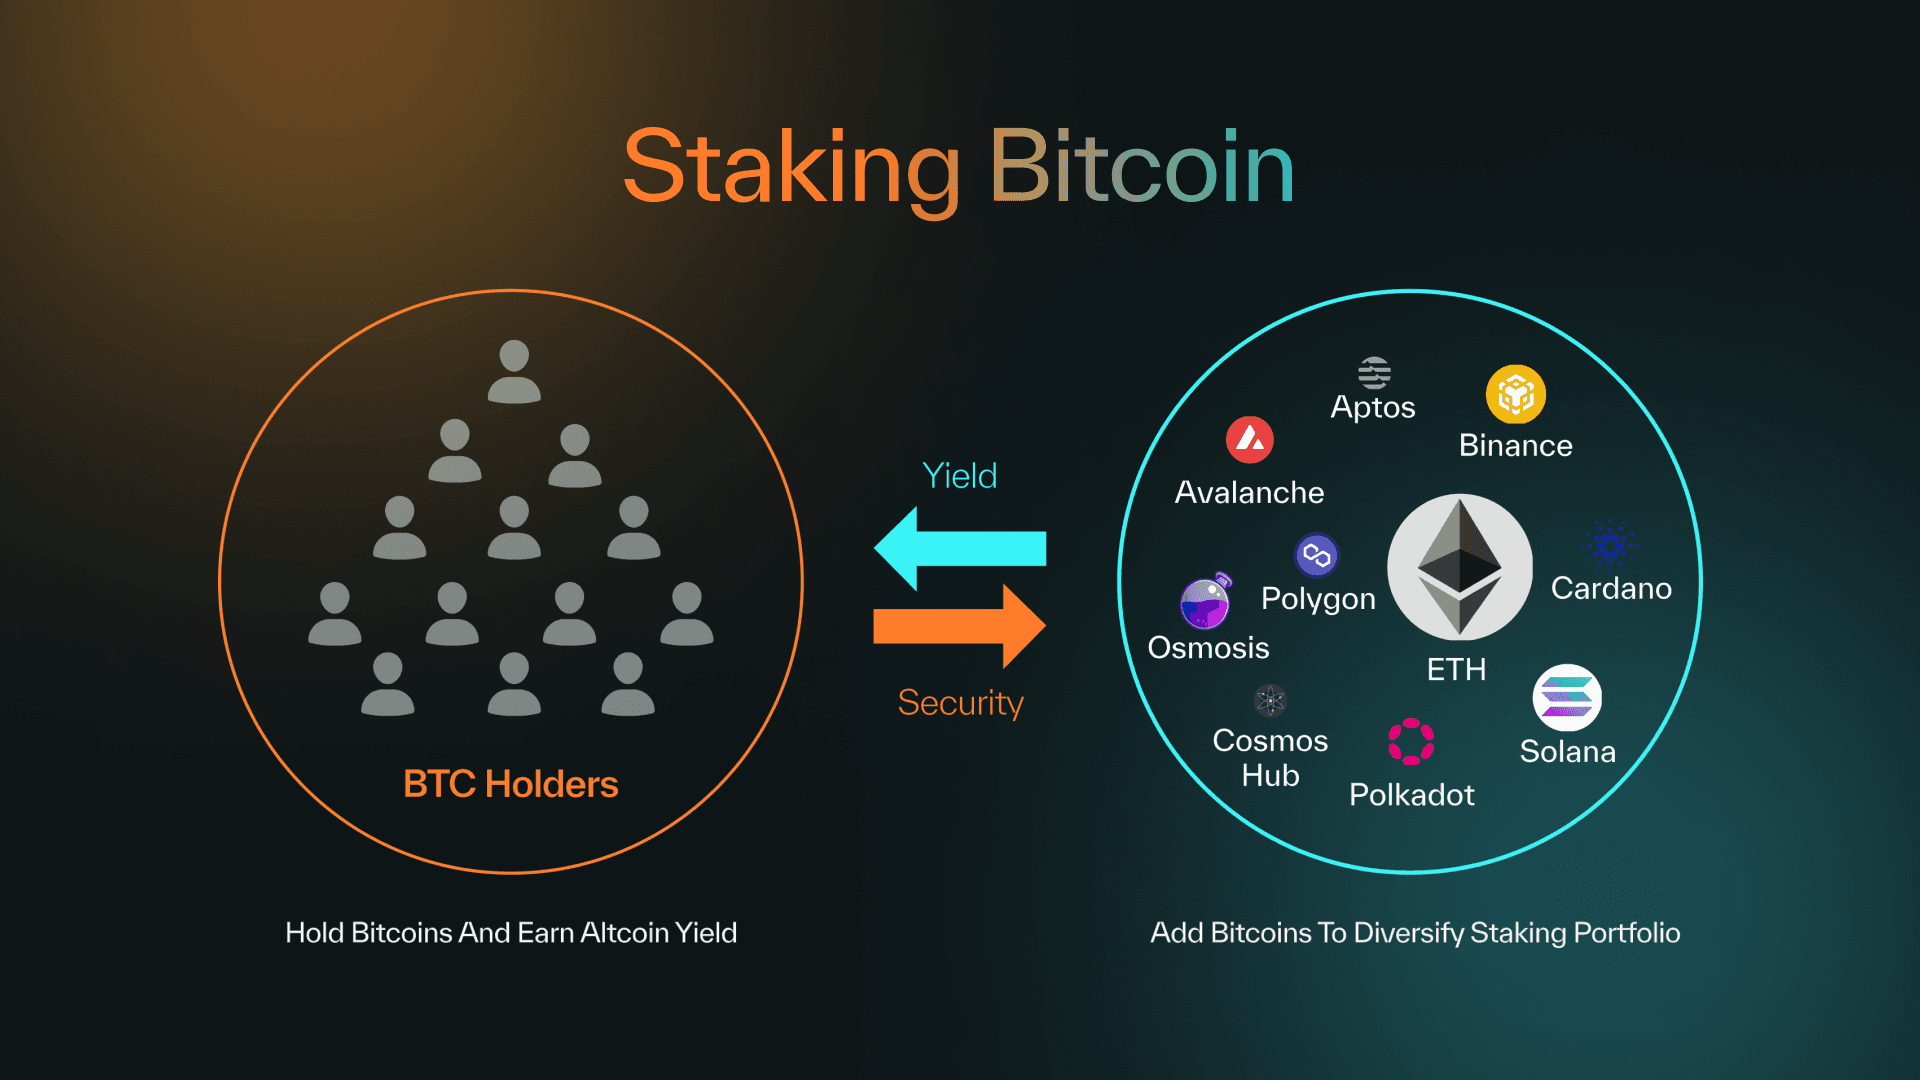 Staking Bitcoin
BTC Holders
Hold Bitcoins And Earn Altcoin Yield
Yield
Security
Aptos
Binance
Avalanche
Polygon
Cardano
Osmosis
ETH
Cosmos
Hub
Solana
Polkadot
Add Bitcoins To Diversify Staking Portfolio